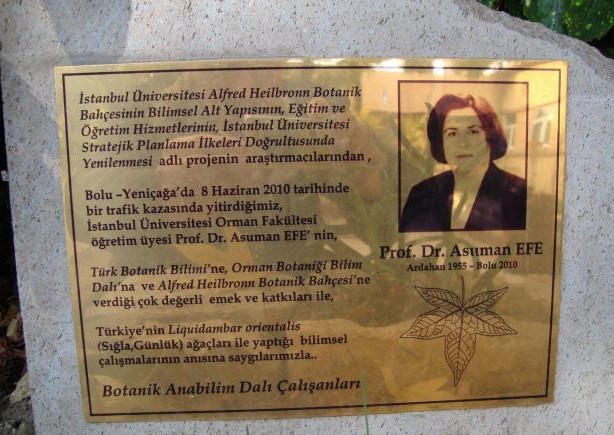 İstanbul Üniversitesi Alfred Heilbronn Botanik
Bahçesinin Bilimsel Alt Yapısının, Eğitim ve
Öğretim Hizmetlerinin, İstanbul Üniversitesi
Stratejik Planlama İlkeleri Doğrultusunda
Yenilenmesi adlı projenin araştırmacılarından ,
Bolu –Yeniçağa'da 8 Haziran 2010 tarihinde
bir trafik kazasında yitirdiğimiz,
İstanbul Üniversitesi Orman Fakültesi
öğretim üyesi Prof. Dr. Asuman EFE' nin,
Türk Botanik Bilimi'ne, Orman Botaniği Bilim
Dalı'na ve Alfred Heilbronn Botanik Bahçesi'ne
verdiği çok değerli emek ve katkıları ile,
Türkiye'nin Liquidambar orientalis
(Sığla,Günlük) ağaçları ile yaptığı bilimsel
çalışmalarının anısına saygılarımızla..
Botanik Anabilim Dalı Çalışanları
Prof. Dr. Asuman EFE
Ardahan 1955 – Bolu 2010